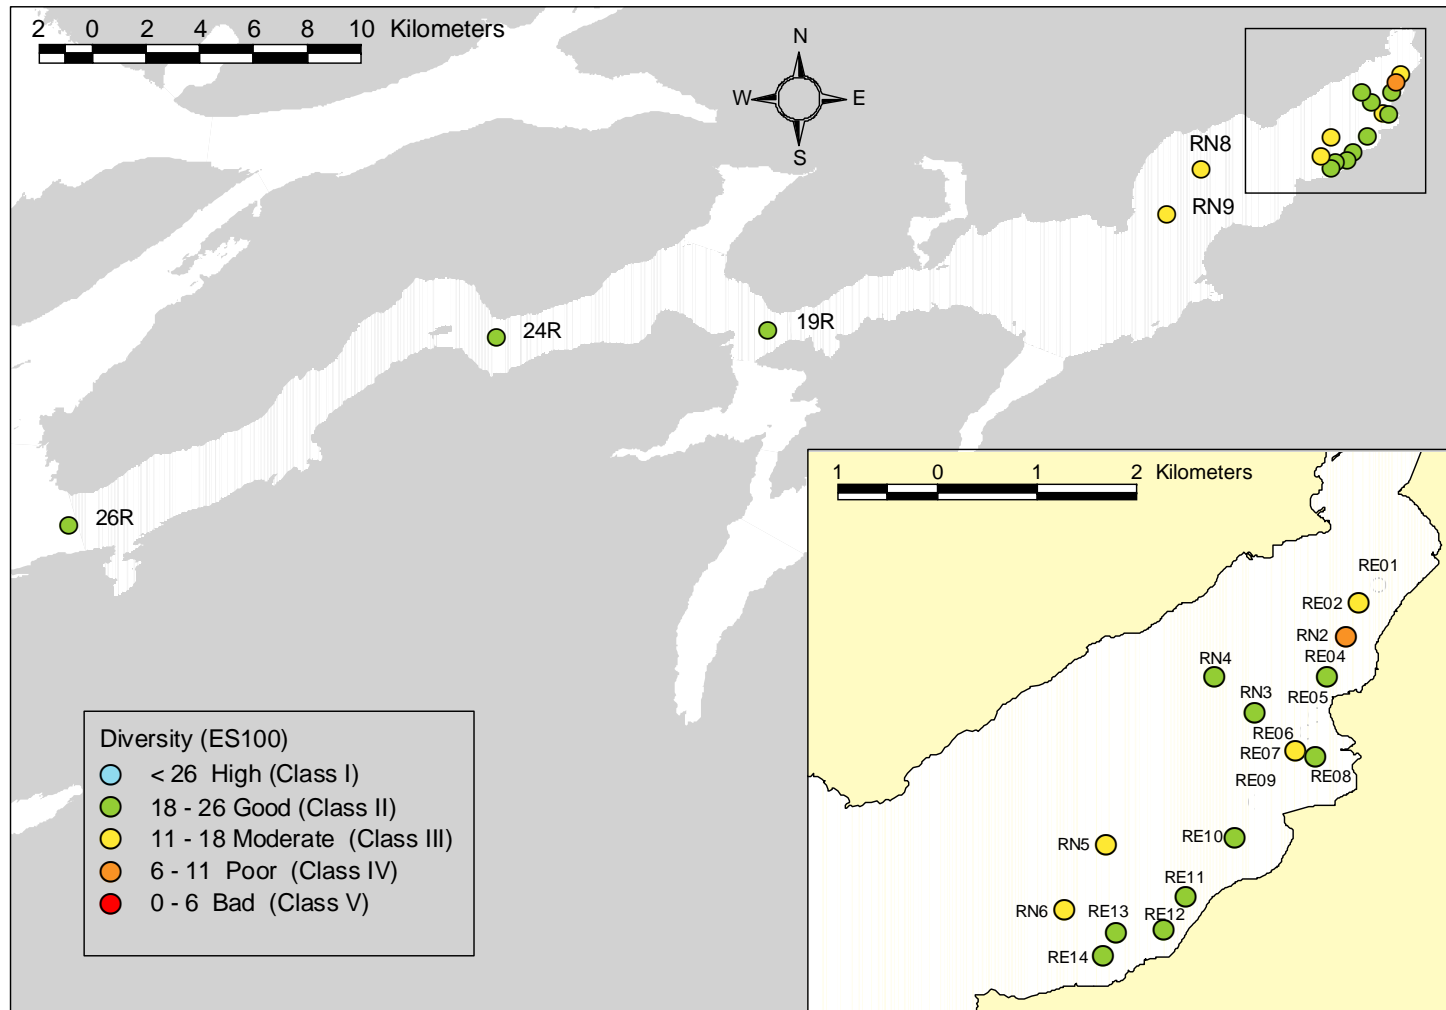 2 0 2 4 6 8 10 Kilometers
N
W E
S
RN8
RN9
24R
19R
26R
1 0 1 2 Kilometers
RE01
RE02
RN2
RN4
RE04
RN3
RE05
RE06
RE07
RE08
RE09
RE10
RN5
RE11
RN6
RE13
RE12
RE14
Diversity (ES100)
< 26 High (Class I)
18 - 26 Good (Class II)
11 - 18 Moderate (Class III)
6 - 11 Poor (Class IV)
0 - 6 Bad (Class V)